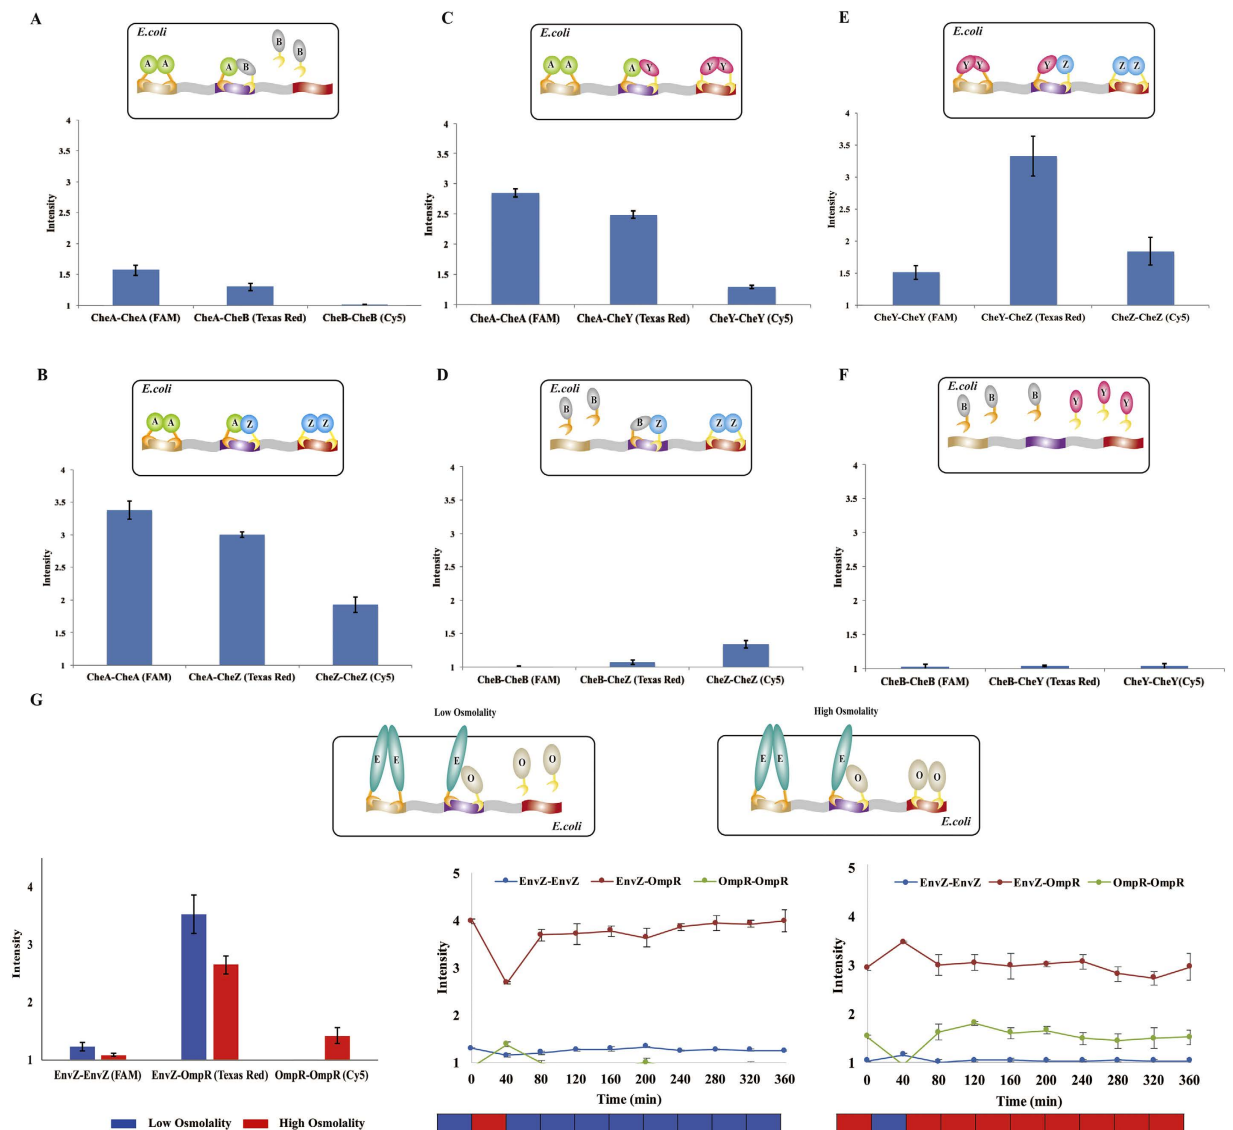 A
E.coli
A A A B B B
4
3.5
3
2.5
2
1.5
1
Intensity
CheA-CheA (FAM) CheA-CheB (Texas Red) CheB-CheB (Cy5)
C
E.coli
A A A Y Y Y
4
3.5
3
2.5
2
1.5
1
Intensity
CheA-CheA (FAM) CheA-CheY (Texas Red) CheY-CheY (Cy5)
E
E.coli
Y Y Y Z Z Z
4
3.5
3
2.5
2
1.5
1
Intensity
CheY-CheY (FAM) CheY-CheZ (Texas Red) CheZ-CheZ (Cy5)
B
E.coli
A A A Z Z Z
4
3.5
3
2.5
2
1.5
1
Intensity
CheA-CheA (FAM) CheA-CheZ (Texas Red) CheZ-CheZ (Cy5)
D
E.coli
B B B Z Z Z
4
3.5
3
2.5
2
1.5
1
Intensity
CheB-CheB (FAM) CheB-CheZ (Texas Red) CheZ-CheZ (Cy5)
F
E.coli
B B B Y Y Y
4
3.5
3
2.5
2
1.5
1
Intensity
CheB-CheB (FAM) CheB-CheY (Texas Red) CheY-CheY(Cy5)
G
Low Osmolality
E E E O O O
E.coli
High Osmolality
E E E O O O
E.coli
4
3
2
1
Intensity
EnvZ-EnvZ (FAM) EnvZ-OmpR (Texas Red) OmpR-OmpR (Cy5)
Low Osmolality High Osmolality
EnvZ-EnvZ EnvZ-OmpR OmpR-OmpR
5
4
3
2
1
Intensity
0 40 80 120 160 200 240 280 320 360
Time (min)
EnvZ-EnvZ EnvZ-OmpR OmpR-OmpR
5
4
3
2
1
Intensity
0 40 80 120 160 200 240 280 320 360
Time (min)